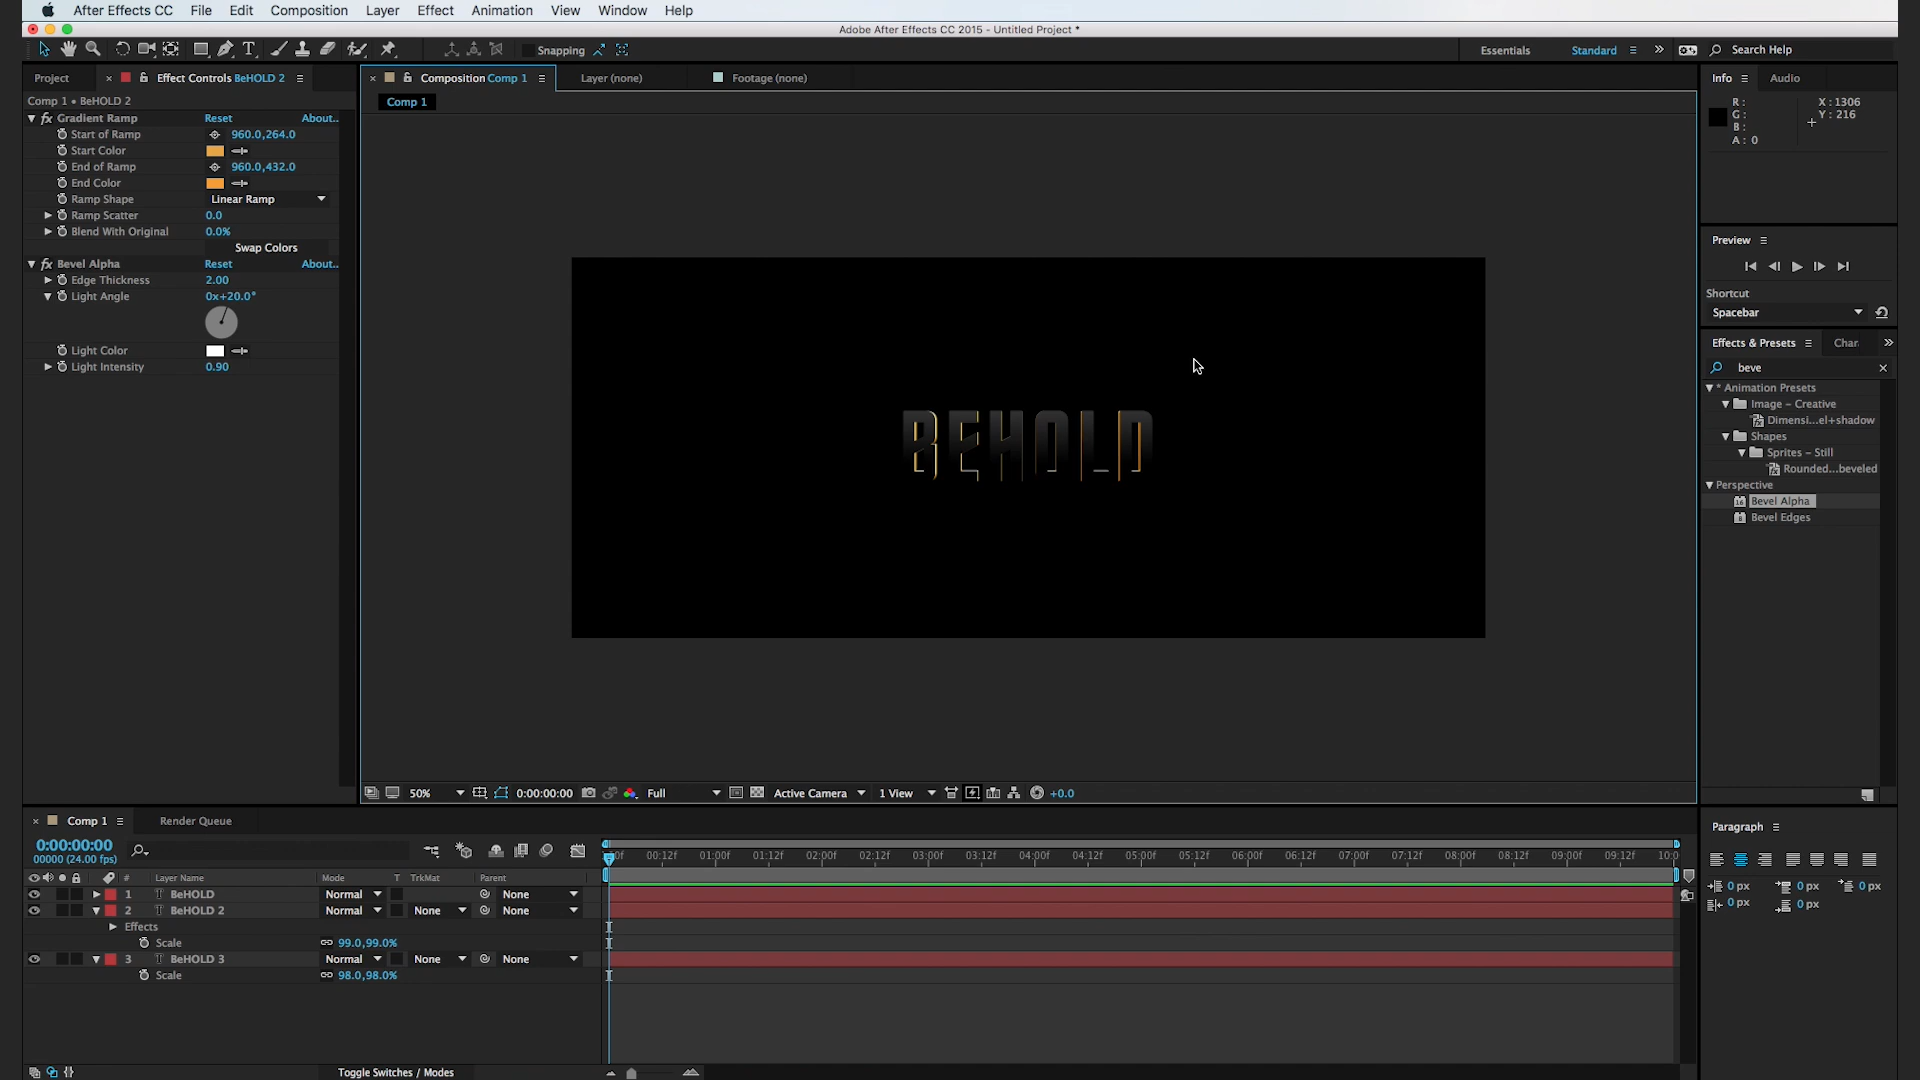 After Effects CC File Edit Composition Layer Effect Animation View Window Help
Adobe After Effects CC 2015 - Untitled Project *
Snapping Essentials Standard Search Help
Project Effect Controls BeHOLD 2 Composition Comp 1 Layer (none) Footage (none) Info Audio
Comp 1 • BeHOLD 2
Comp 1
R: X: 1306
G: Y: 216
B:
A: 0
Gradient Ramp Reset About..
Start of Ramp 960.0,264.0
Start Color
End of Ramp 960.0,432.0
End Color
Ramp Shape Linear Ramp
Ramp Scatter 0.0
Blend With Original 0.0%
Swap Colors
Bevel Alpha Reset About..
Edge Thickness 2.00
Light Angle 0x+20.0°
Light Color
Light Intensity 0.90
BEHOLD
Preview
Shortcut
Spacebar
Effects & Presets Char
beve
* Animation Presets
Image – Creative
Dimensi...el+shadow
Shapes
Sprites – Still
Rounded...beveled
Perspective
Bevel Alpha
Bevel Edges
50% 0:00:00:00 Full Active Camera 1 View +0.0
Comp 1 Render Queue
0:00:00:00
00000 (24.00 fps)
00:12f 01:00f 01:12f 02:00f 02:12f 03:00f 03:12f 04:00f 04:12f 05:00f 05:12f 06:00f 06:12f 07:00f 07:12f 08:00f 08:12f 09:00f 09:12f 10:0
# Layer Name Mode T TrkMat Parent
1 T BeHOLD Normal None
2 T BeHOLD 2 Normal None None
Effects
Scale 99.0,99.0%
3 T BeHOLD 3 Normal None None
Scale 98.0,98.0%
Toggle Switches / Modes
Paragraph
0 px 0 px 0 px
0 px 0 px